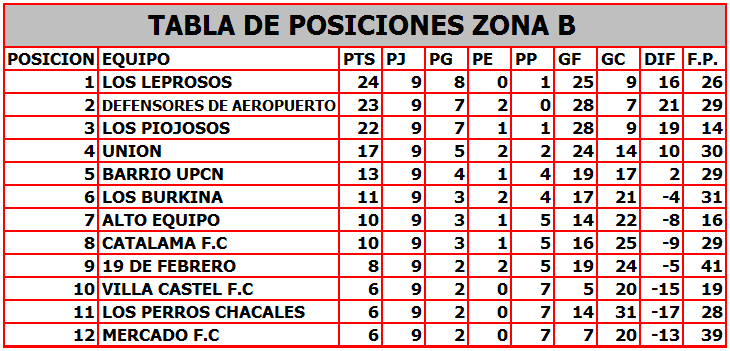 TABLA DE POSICIONES ZONA B
POSICION EQUIPO PTS PJ PG PE PP GF GC DIF F.P.
1 LOS LEPROSOS 24 9 8 0 1 25 9 16 26
2 DEFENSORES DE AEROPUERTO 23 9 7 2 0 28 7 21 29
3 LOS PIOJOSOS 22 9 7 1 1 28 9 19 14
4 UNION 17 9 5 2 2 24 14 10 30
5 BARRIO UPCN 13 9 4 1 4 19 17 2 29
6 LOS BURKINA 11 9 3 2 4 17 21 -4 31
7 ALTO EQUIPO 10 9 3 1 5 14 22 -8 16
8 CATALAMA F.C 10 9 3 1 5 16 25 -9 29
9 19 DE FEBRERO 8 9 2 2 5 19 24 -5 41
10 VILLA CASTEL F.C 6 9 2 0 7 5 20 -15 19
11 LOS PERROS CHACALES 6 9 2 0 7 14 31 -17 28
12 MERCADO F.C 6 9 2 0 7 7 20 -13 39